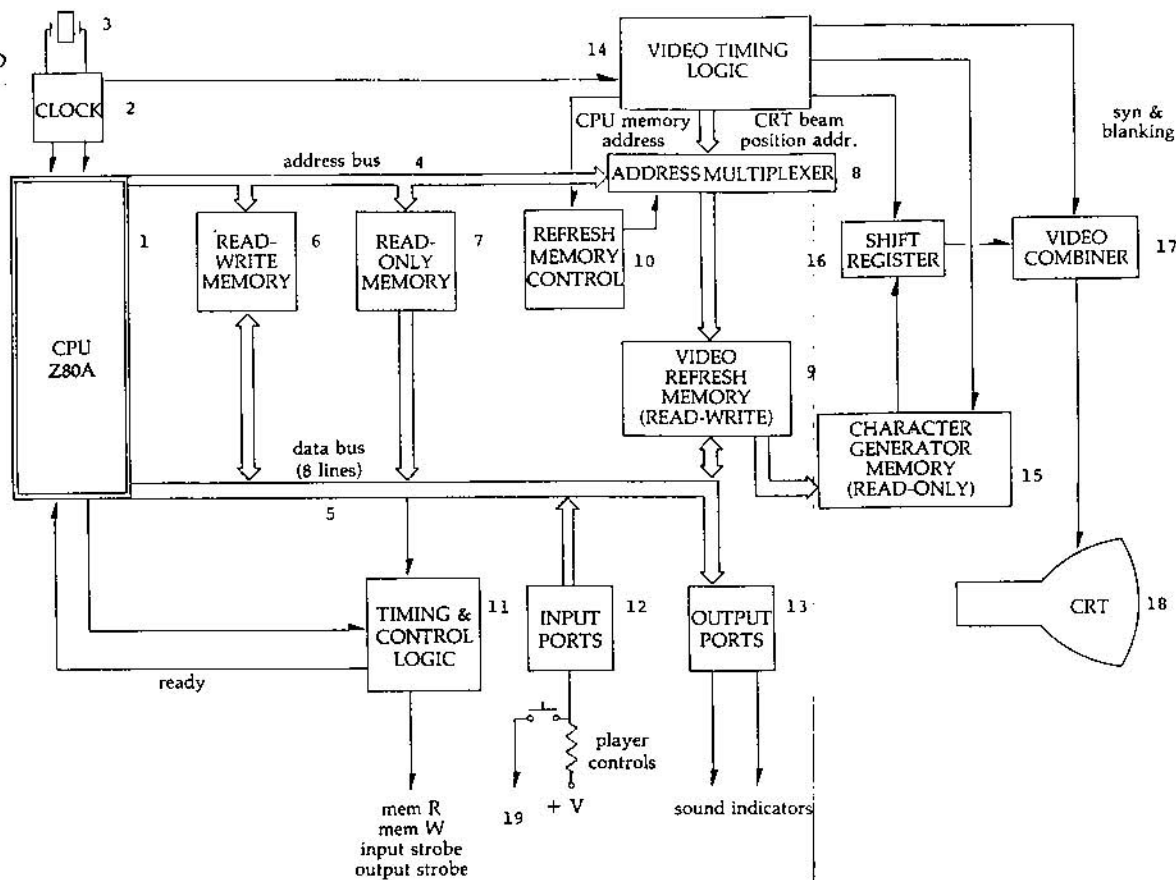 3
14
VIDEO TIMING
LOGIC
CLOCK
2
CPU memory
address
CRT beam
position addr.
syn &
blanking
address bus
4
ADDRESS MULTIPLEXER
8
1
READ-
WRITE
MEMORY
6
READ-
ONLY
MEMORY
7
REFRESH
MEMORY
CONTROL
10
16
SHIFT
REGISTER
VIDEO
COMBINER
17
CPU
Z80A
VIDEO
REFRESH
MEMORY
(READ-WRITE)
9
CHARACTER
GENERATOR
MEMORY
(READ-ONLY)
15
data bus
(8 lines)
5
TIMING &
CONTROL
LOGIC
11
INPUT
PORTS
12
OUTPUT
PORTS
13
CRT
18
ready
player
controls
19
+ V
sound indicators
mem R
mem W
input strobe
output strobe